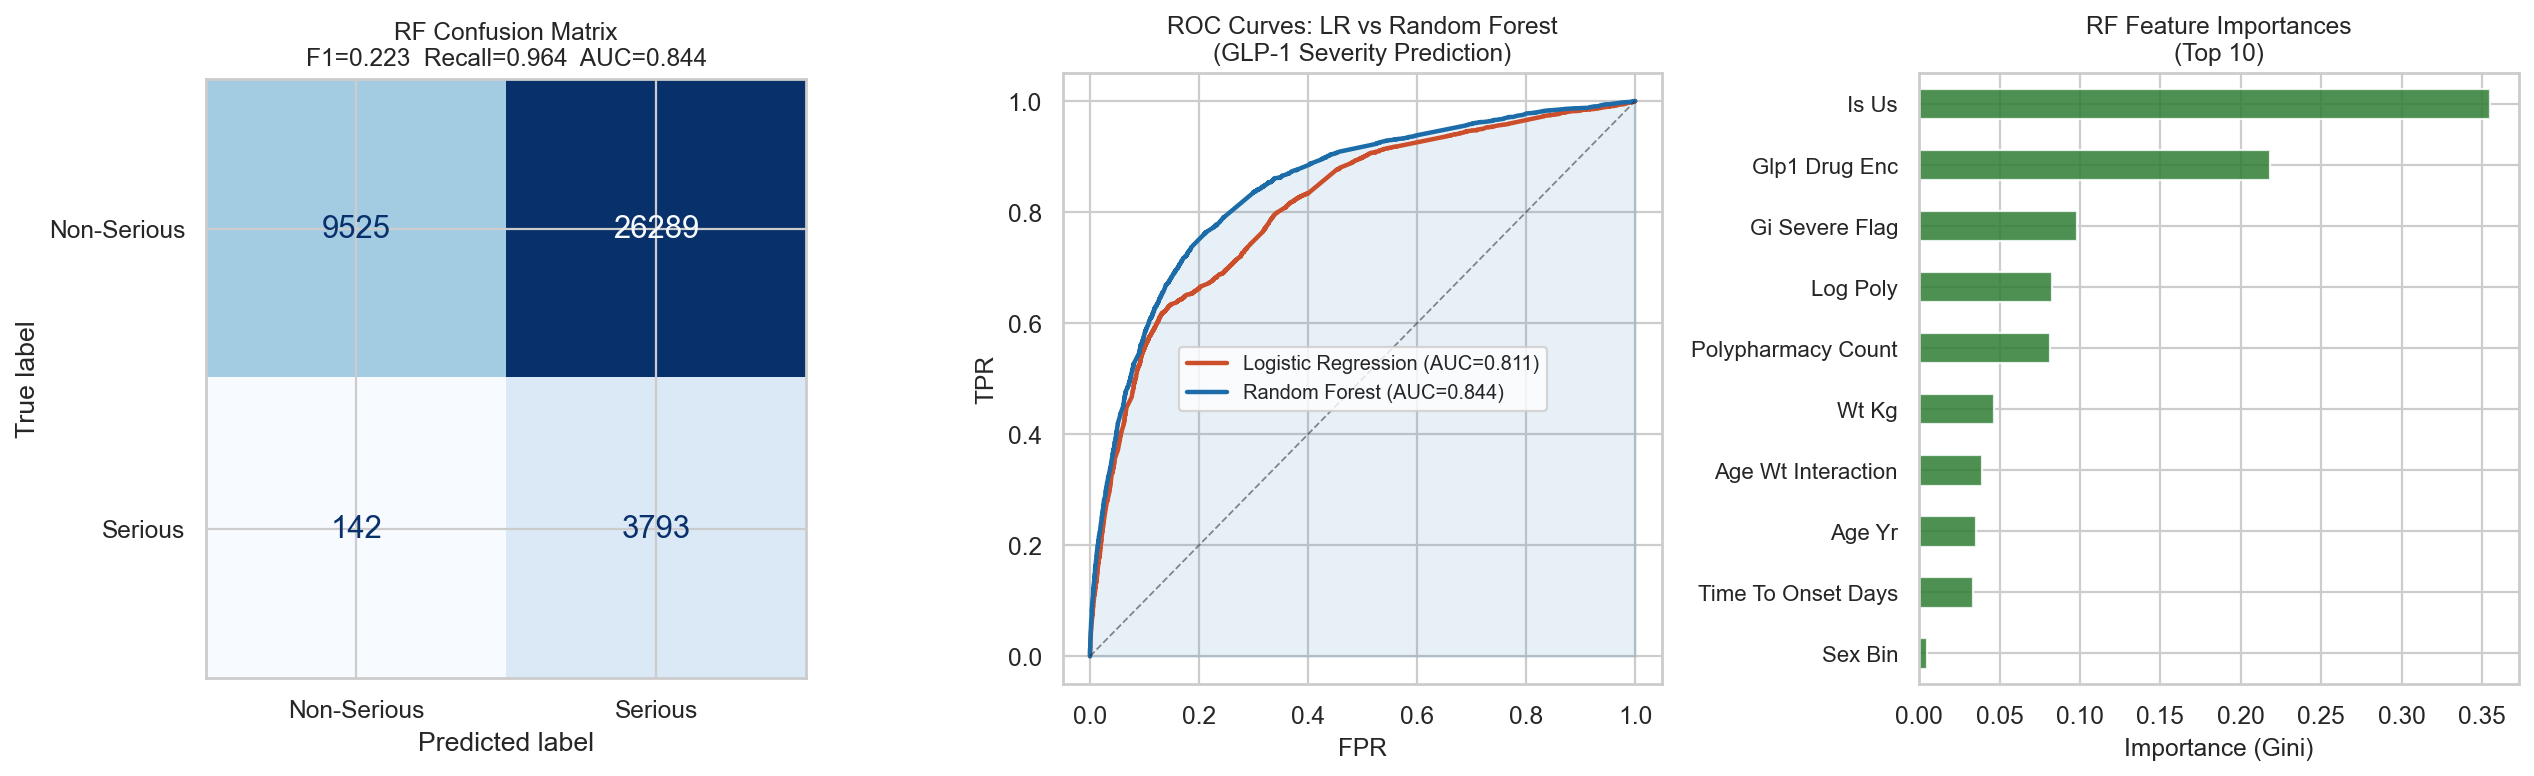 RF Confusion Matrix
F1=0.223  Recall=0.964  AUC=0.844
True label
Non-Serious
9525
26289
Serious
142
3793
Non-Serious
Serious
Predicted label
ROC Curves: LR vs Random Forest
(GLP-1 Severity Prediction)
TPR
1.0
0.8
0.6
0.4
0.2
0.0
Logistic Regression (AUC=0.811)
Random Forest (AUC=0.844)
0.0 0.2 0.4 0.6 0.8 1.0
FPR
RF Feature Importances
(Top 10)
Is Us
Glp1 Drug Enc
Gi Severe Flag
Log Poly
Polypharmacy Count
Wt Kg
Age Wt Interaction
Age Yr
Time To Onset Days
Sex Bin
0.00 0.05 0.10 0.15 0.20 0.25 0.30 0.35
Importance (Gini)